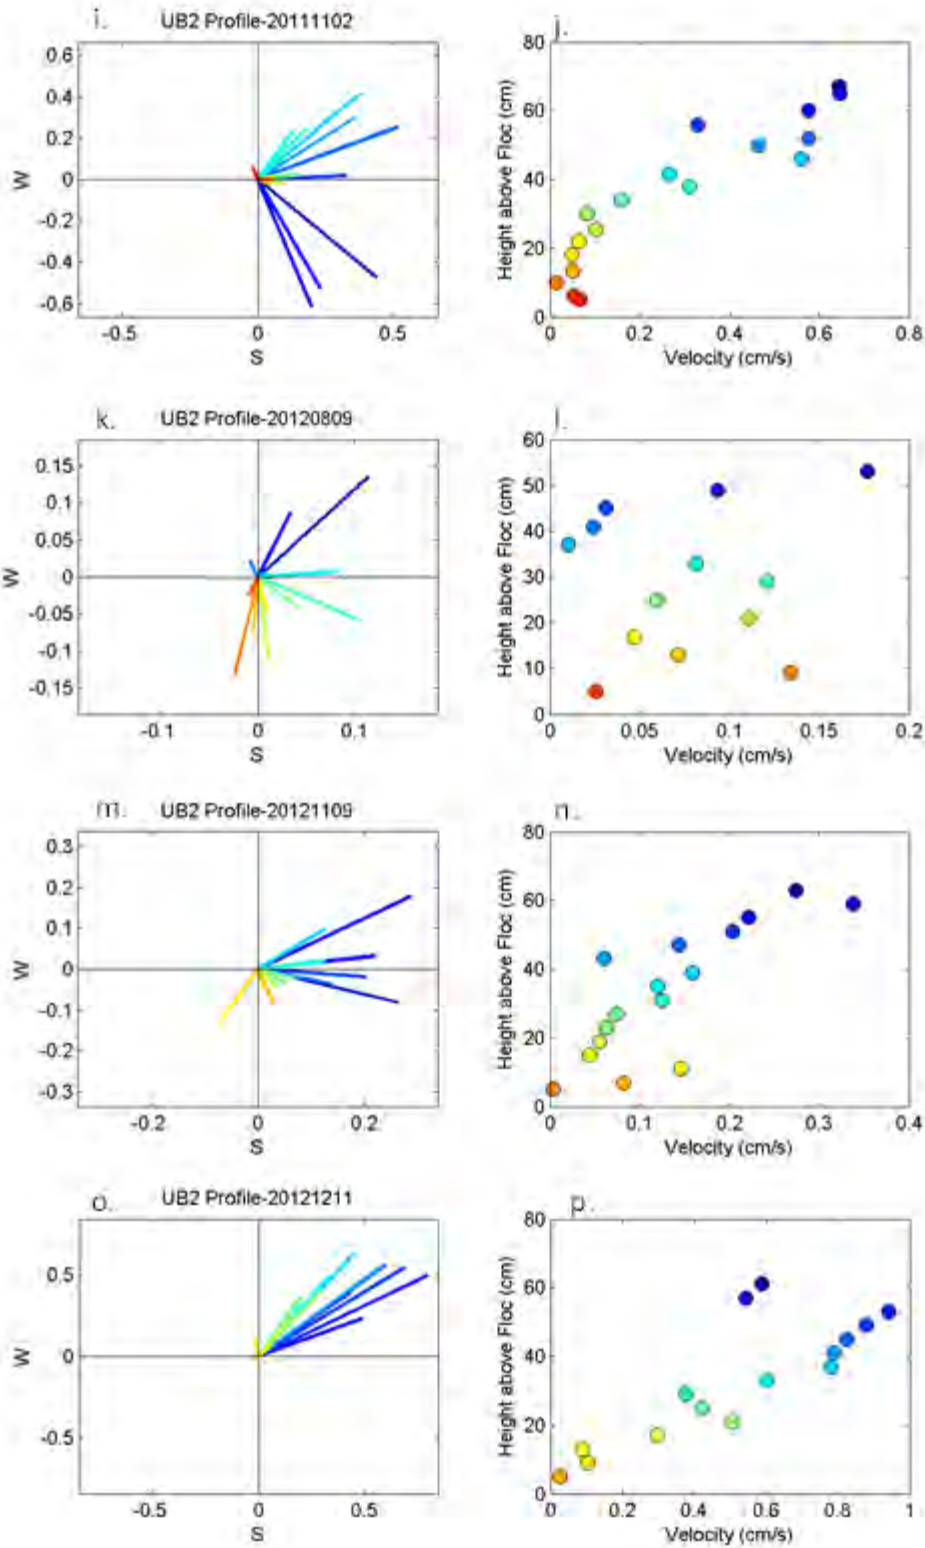 i. UB2 Profile-20111102
j.
0.6
0.4
0.2
0
-0.2
-0.4
-0.6
W
-0.5 0 0.5
S
80
60
40
20
0
Height above Floc (cm)
0 0.2 0.4 0.6 0.8
Velocity (cm/s)
k. UB2 Profile-20120809
l.
0.15
0.1
0.05
0
-0.05
-0.1
-0.15
W
-0.1 0 0.1
S
60
50
40
30
20
10
0
Height above Floc (cm)
0 0.05 0.1 0.15 0.2
Velocity (cm/s)
m. UB2 Profile-20121109
n.
0.3
0.2
0.1
0
-0.1
-0.2
-0.3
W
-0.2 0 0.2
S
80
60
40
20
0
Height above Floc (cm)
0 0.1 0.2 0.3 0.4
Velocity (cm/s)
o. UB2 Profile-20121211
p.
0.5
0
-0.5
W
-0.5 0 0.5
S
80
60
40
20
0
Height above Floc (cm)
0 0.2 0.4 0.6 0.8 1
Velocity (cm/s)